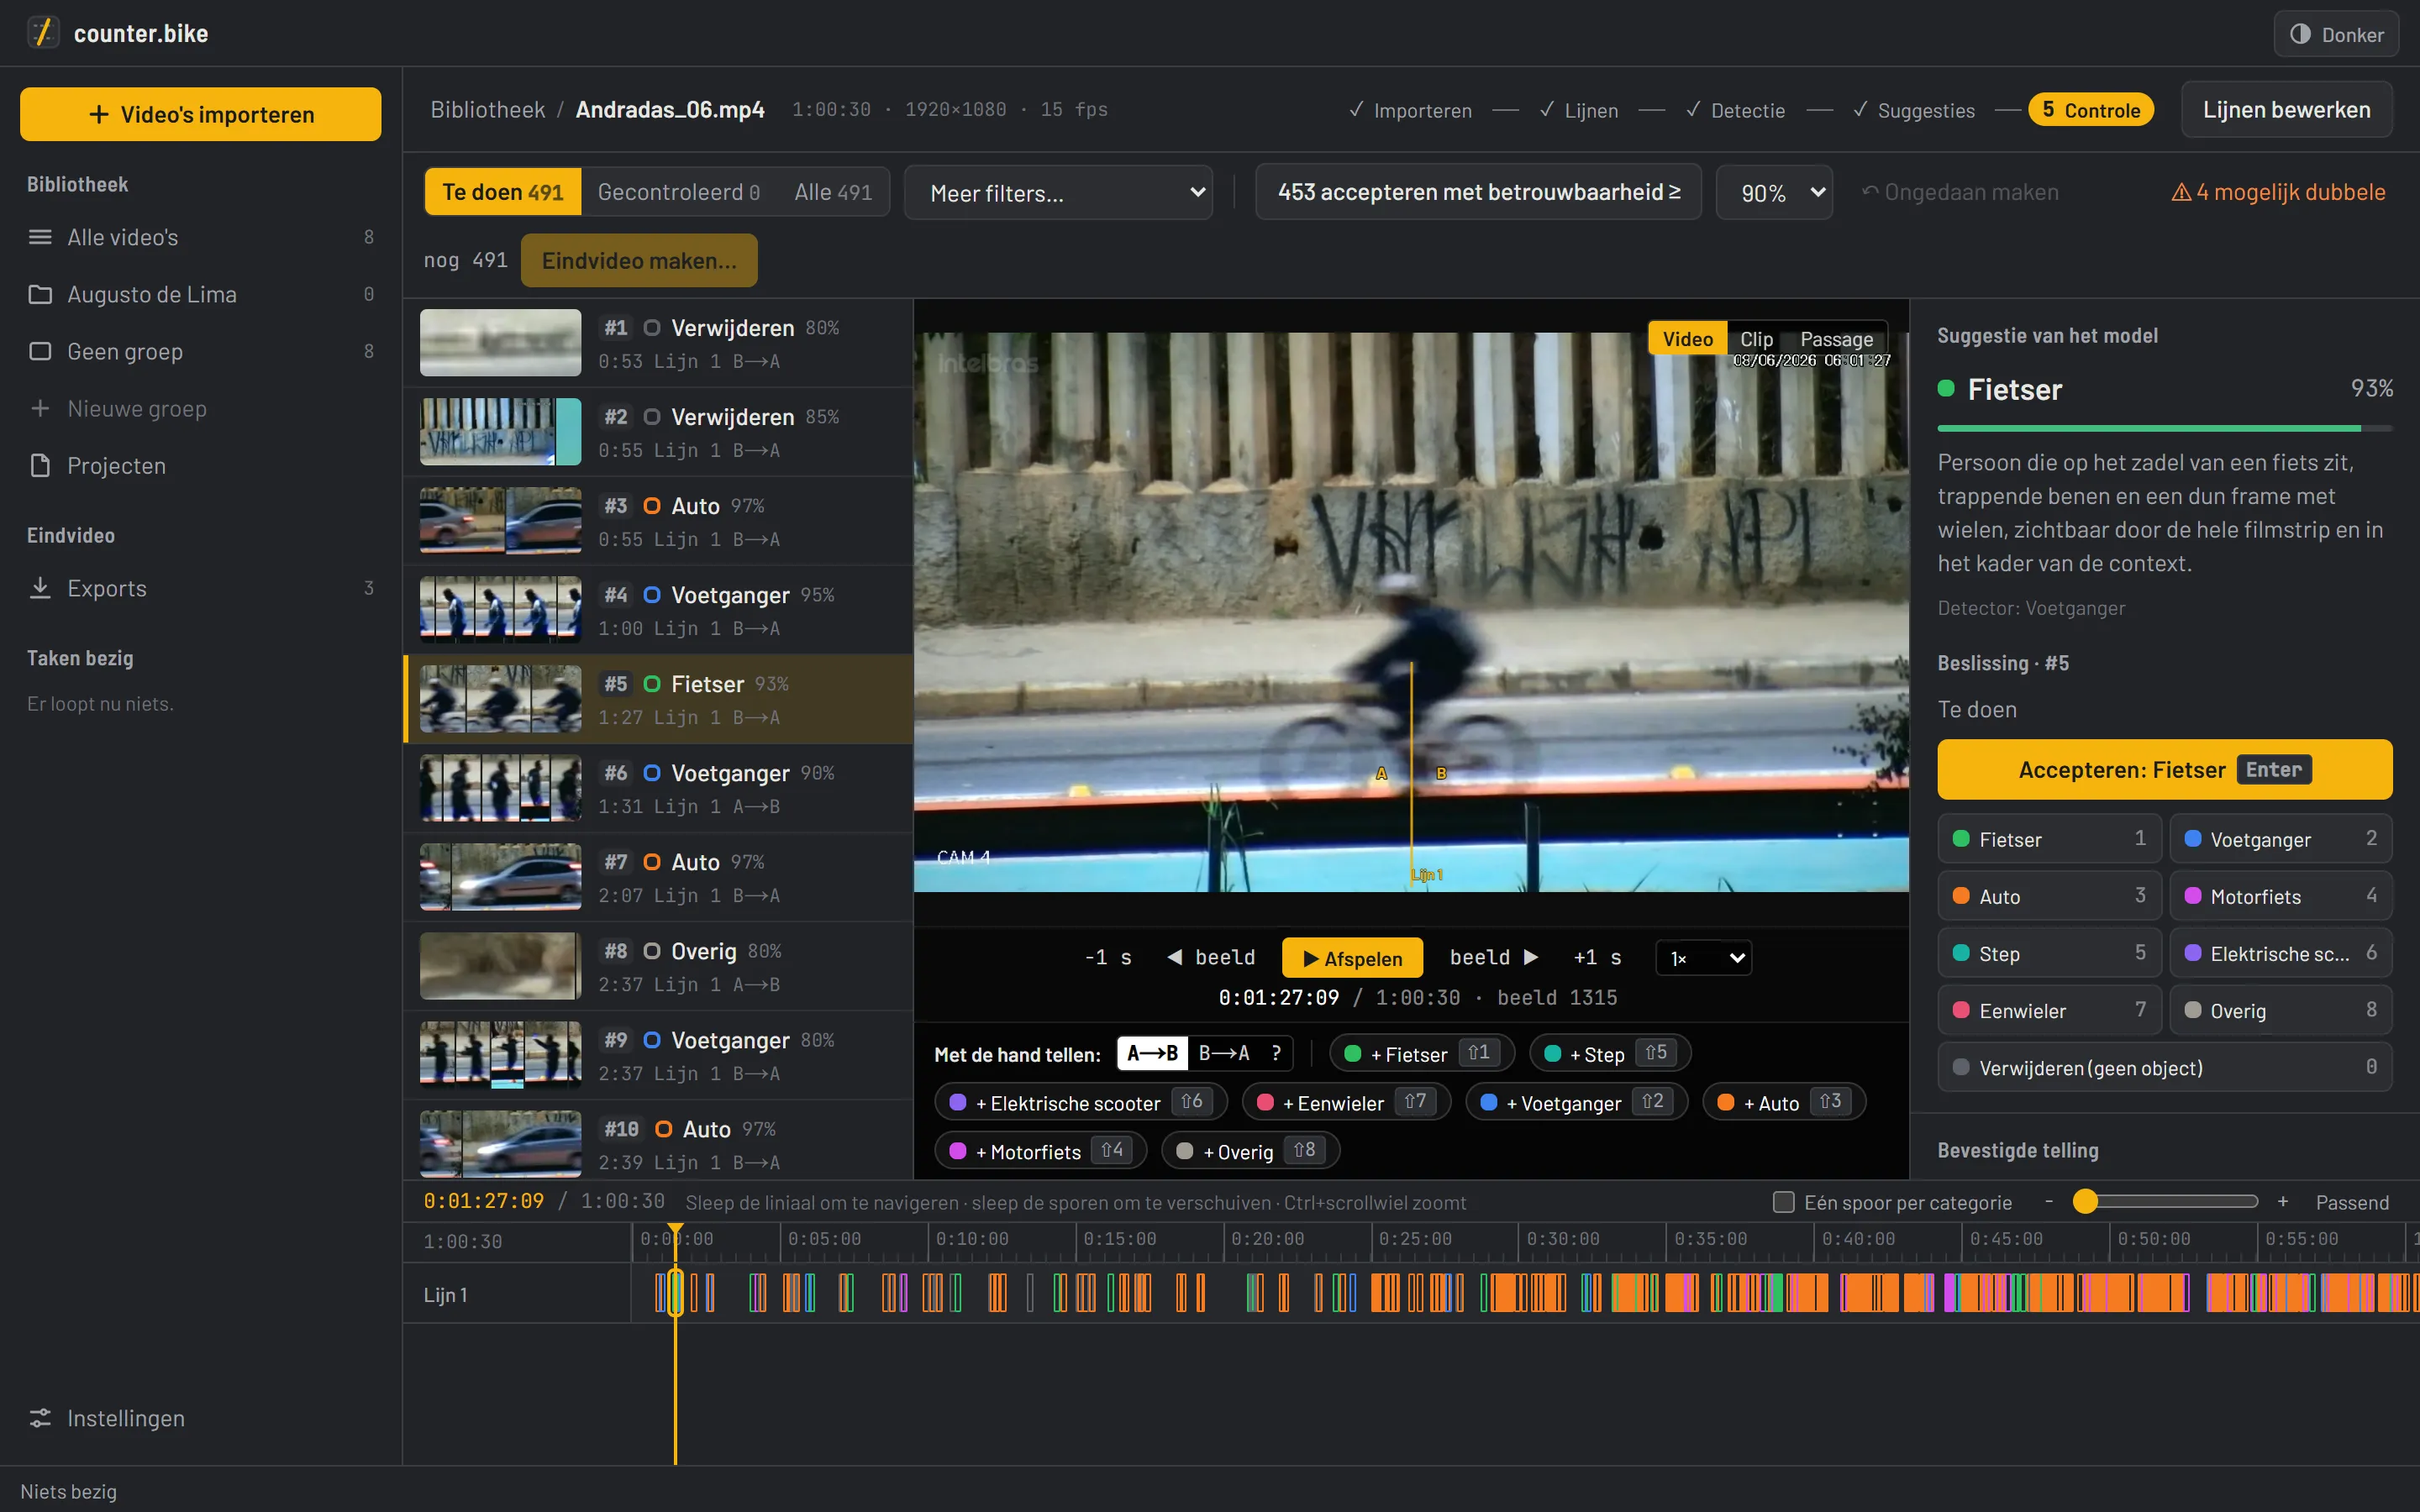 counter.bike
Donker
Video's importeren
Bibliotheek / Andradas_06.mp4 1:00:30 · 1920×1080 · 15 fps
✓ Importeren — ✓ Lijnen — ✓ Detectie — ✓ Suggesties — 5 Controle
Lijnen bewerken
Bibliotheek
Alle video's 8
Augusto de Lima 0
Geen groep 8
+ Nieuwe groep
Projecten
Eindvideo
Exports 3
Taken bezig
Er loopt nu niets.
Instellingen
Niets bezig
Te doen 491 Gecontroleerd 0 Alle 491
Meer filters...
453 accepteren met betrouwbaarheid ≥
90%
Ongedaan maken
4 mogelijk dubbele
nog 491
Eindvideo maken...
#1 Verwijderen 80%
0:53 Lijn 1 B→A
#2 Verwijderen 85%
0:55 Lijn 1 B→A
#3 Auto 97%
0:55 Lijn 1 B→A
#4 Voetganger 95%
1:00 Lijn 1 B→A
#5 Fietser 93%
1:27 Lijn 1 B→A
#6 Voetganger 90%
1:31 Lijn 1 A→B
#7 Auto 97%
2:07 Lijn 1 B→A
#8 Overig 80%
2:37 Lijn 1 A→B
#9 Voetganger 80%
2:37 Lijn 1 B→A
#10 Auto 97%
2:39 Lijn 1 B→A
Video Clip Passage
intelbras
08/06/2026 06:01:27
A B
CAM 4
Lijn 1
-1 s ◀ beeld ▶ Afspelen beeld ▶ +1 s 1×
0:01:27:09 / 1:00:30 · beeld 1315
Met de hand tellen: A→B B→A ? + Fietser ⇧1 + Step ⇧5
+ Elektrische scooter ⇧6 + Eenwieler ⇧7 + Voetganger ⇧2 + Auto ⇧3
+ Motorfiets ⇧4 + Overig ⇧8
Suggestie van het model
Fietser 93%
Persoon die op het zadel van een fiets zit,
trappende benen en een dun frame met
wielen, zichtbaar door de hele filmstrip en in
het kader van de context.
Detector: Voetganger
Beslissing · #5
Te doen
Accepteren: Fietser Enter
Fietser 1 Voetganger 2
Auto 3 Motorfiets 4
Step 5 Elektrische sc... 6
Eenwieler 7 Overig 8
Verwijderen (geen object) 0
Bevestigde telling
0:01:27:09 / 1:00:30 Sleep de liniaal om te navigeren · sleep de sporen om te verschuiven · Ctrl+scrollwiel zoomt
Eén spoor per categorie - + Passend
1:00:30 0:00:00 0:05:00 0:10:00 0:15:00 0:20:00 0:25:00 0:30:00 0:35:00 0:40:00 0:45:00 0:50:00 0:55:00
Lijn 1